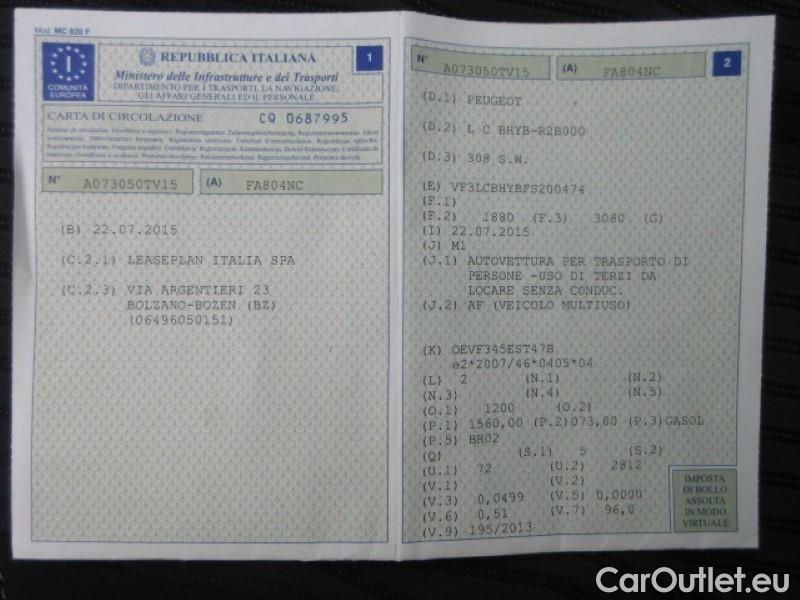 Mod. MC 820 F
I
COMUNITÀ
EUROPEA
REPUBBLICA ITALIANA
1
Ministero delle Infrastrutture e dei Trasporti
DIPARTIMENTO PER I TRASPORTI, LA NAVIGAZIONE,
GLI AFFARI GENERALI ED IL PERSONALE
CARTA DI CIRCOLAZIONE CQ 0687995
N° A073050TV15 (A) FA804NC
(B) 22.07.2015
(C.2.1) LEASEPLAN ITALIA SPA
(C.2.3) VIA ARGENTIERI 23
BOLZANO-BOZEN (BZ)
(06496050151)
N° A073050TV15 (A) FA804NC 2
(D.1) PEUGEOT
(D.2) L C BHYB-R2B000
(D.3) 308 S.W.
(E) VF3LCBHYBFS200474
(F.1)
(F.2) 1880 (F.3) 3080 (G)
(I) 22.07.2015
(J) M1
(J.1) AUTOVETTURA PER TRASPORTO DI
PERSONE -USO DI TERZI DA
LOCARE SENZA CONDUC.
(J.2) AF (VEICOLO MULTIUSO)
(K) OEVF345EST47B
e2*2007/46*0405*04
(L) 2 (N.1) (N.2)
(N.3) (N.4) (N.5)
(O.1) 1200 (O.2)
(P.1) 1560,00 (P.2)073,00 (P.3)GASOL
(P.5) BH02
(Q) (S.1) 5 (S.2)
(U.1) 72 (U.2) 2812
(V.1) (V.2)
(V.3) 0,0499 (V.5) 0,0000
(V.6) 0,51 (V.7) 96,0
(V.9) 195/2013
IMPOSTA
DI BOLLO
ASSOLTA
IN MODO
VIRTUALE
CarOutlet.eu